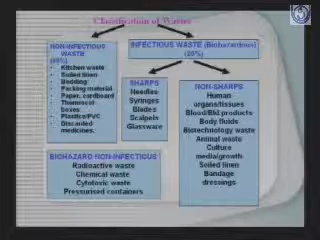 Classification of Wastes
NON-INFECTIOUS
WASTE
(80%)
Kitchen waste
Soiled linen
Bedding
Packing material
Paper, cardboard
Thermocol
boxes
Plastic/PVC
Discarded
medicines.
INFECTIOUS WASTE (Biohazardous)
(20%)
SHARPS
Needles
Syringes
Blades
Scalpels
Glassware
NON-SHARPS
Human
organs/tissues
Blood/Bld products
Body fluids
Biotechnology waste
Animal waste
Culture
media/growth
Soiled linen
Bandage
dressings
BIOHAZARD NON-INFECTIOUS
Radioactive waste
Chemical waste
Cytotoxic waste
Pressurised containers